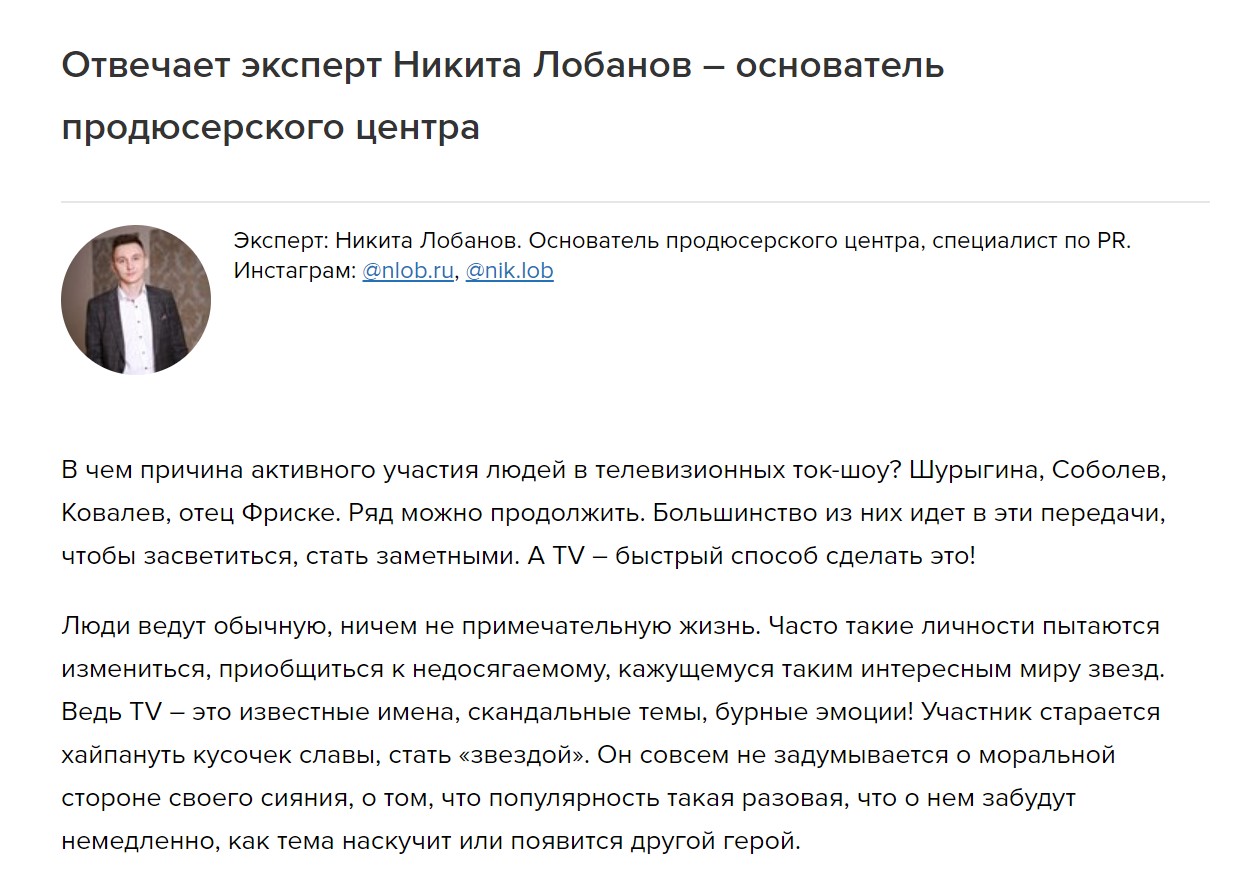 Отвечает эксперт Никита Лобанов – основатель
продюсерского центра
Эксперт: Никита Лобанов. Основатель продюсерского центра, специалист по PR.
Инстаграм: @nlob.ru, @nik.lob
В чем причина активного участия людей в телевизионных ток-шоу? Шурыгина, Соболев,
Ковалев, отец Фриске. Ряд можно продолжить. Большинство из них идет в эти передачи,
чтобы засветиться, стать заметными. А TV – быстрый способ сделать это!
Люди ведут обычную, ничем не примечательную жизнь. Часто такие личности пытаются
измениться, приобщиться к недосягаемому, кажущемуся таким интересным миру звезд.
Ведь TV – это известные имена, скандальные темы, бурные эмоции! Участник старается
хайпануть кусочек славы, стать «звездой». Он совсем не задумывается о моральной
стороне своего сияния, о том, что популярность такая разовая, что о нем забудут
немедленно, как тема наскучит или появится другой герой.